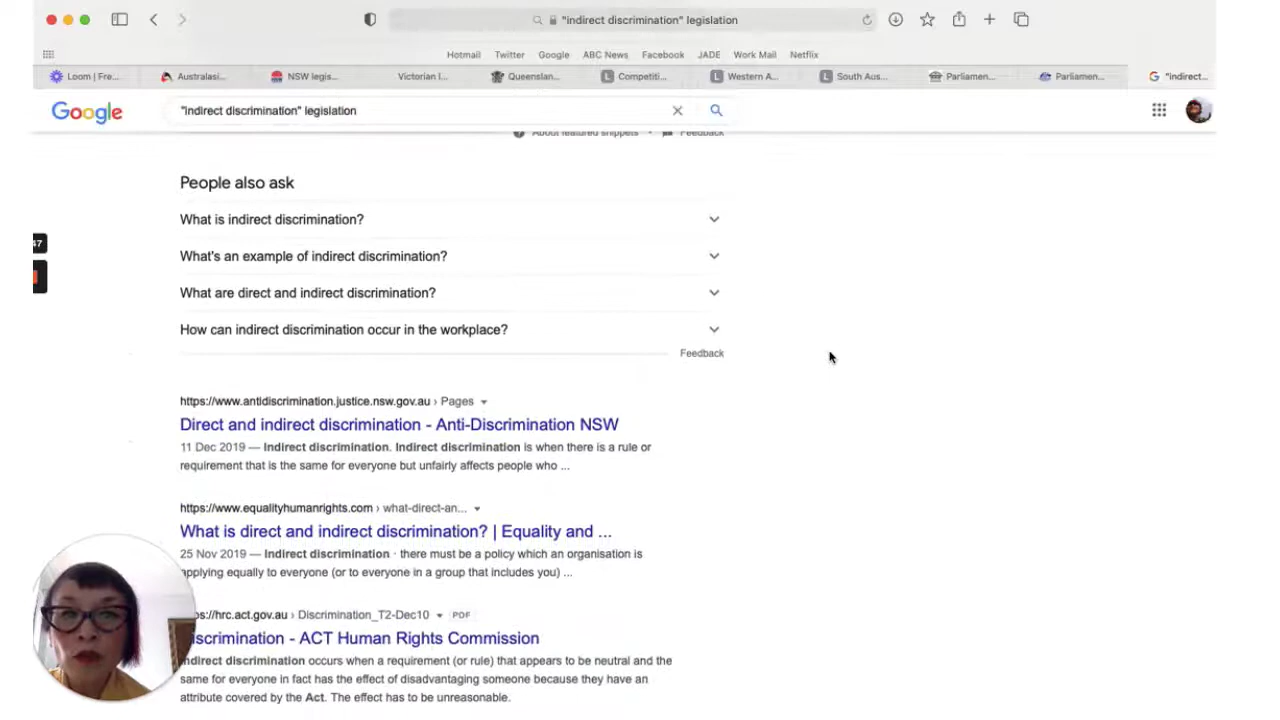 "indirect discrimination" legislation
Hotmail Twitter Google ABC News Facebook JADE Work Mail Netflix
Loom | Fre... Australasi... NSW legis... Victorian l... Queenslan... Competiti... Western A... South Aus... Parliamen... Parliamen... "indirect...
Google "indirect discrimination" legislation
About featured snippets • Feedback
People also ask
What is indirect discrimination?
What's an example of indirect discrimination?
What are direct and indirect discrimination?
How can indirect discrimination occur in the workplace?
Feedback
47
https://www.antidiscrimination.justice.nsw.gov.au › Pages
Direct and indirect discrimination - Anti-Discrimination NSW
11 Dec 2019 — Indirect discrimination. Indirect discrimination is when there is a rule or
requirement that is the same for everyone but unfairly affects people who ...
https://www.equalityhumanrights.com › what-direct-an...
What is direct and indirect discrimination? | Equality and ...
25 Nov 2019 — Indirect discrimination · there must be a policy which an organisation is
applying equally to everyone (or to everyone in a group that includes you) ...
ps://hrc.act.gov.au › Discrimination_T2-Dec10 PDF
iscrimination - ACT Human Rights Commission
ndirect discrimination occurs when a requirement (or rule) that appears to be neutral and the
same for everyone in fact has the effect of disadvantaging someone because they have an
attribute covered by the Act. The effect has to be unreasonable.